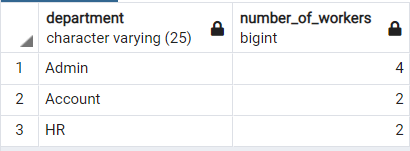 department number_of_workers
character varying (25) bigint
1 Admin 4
2 Account 2
3 HR 2